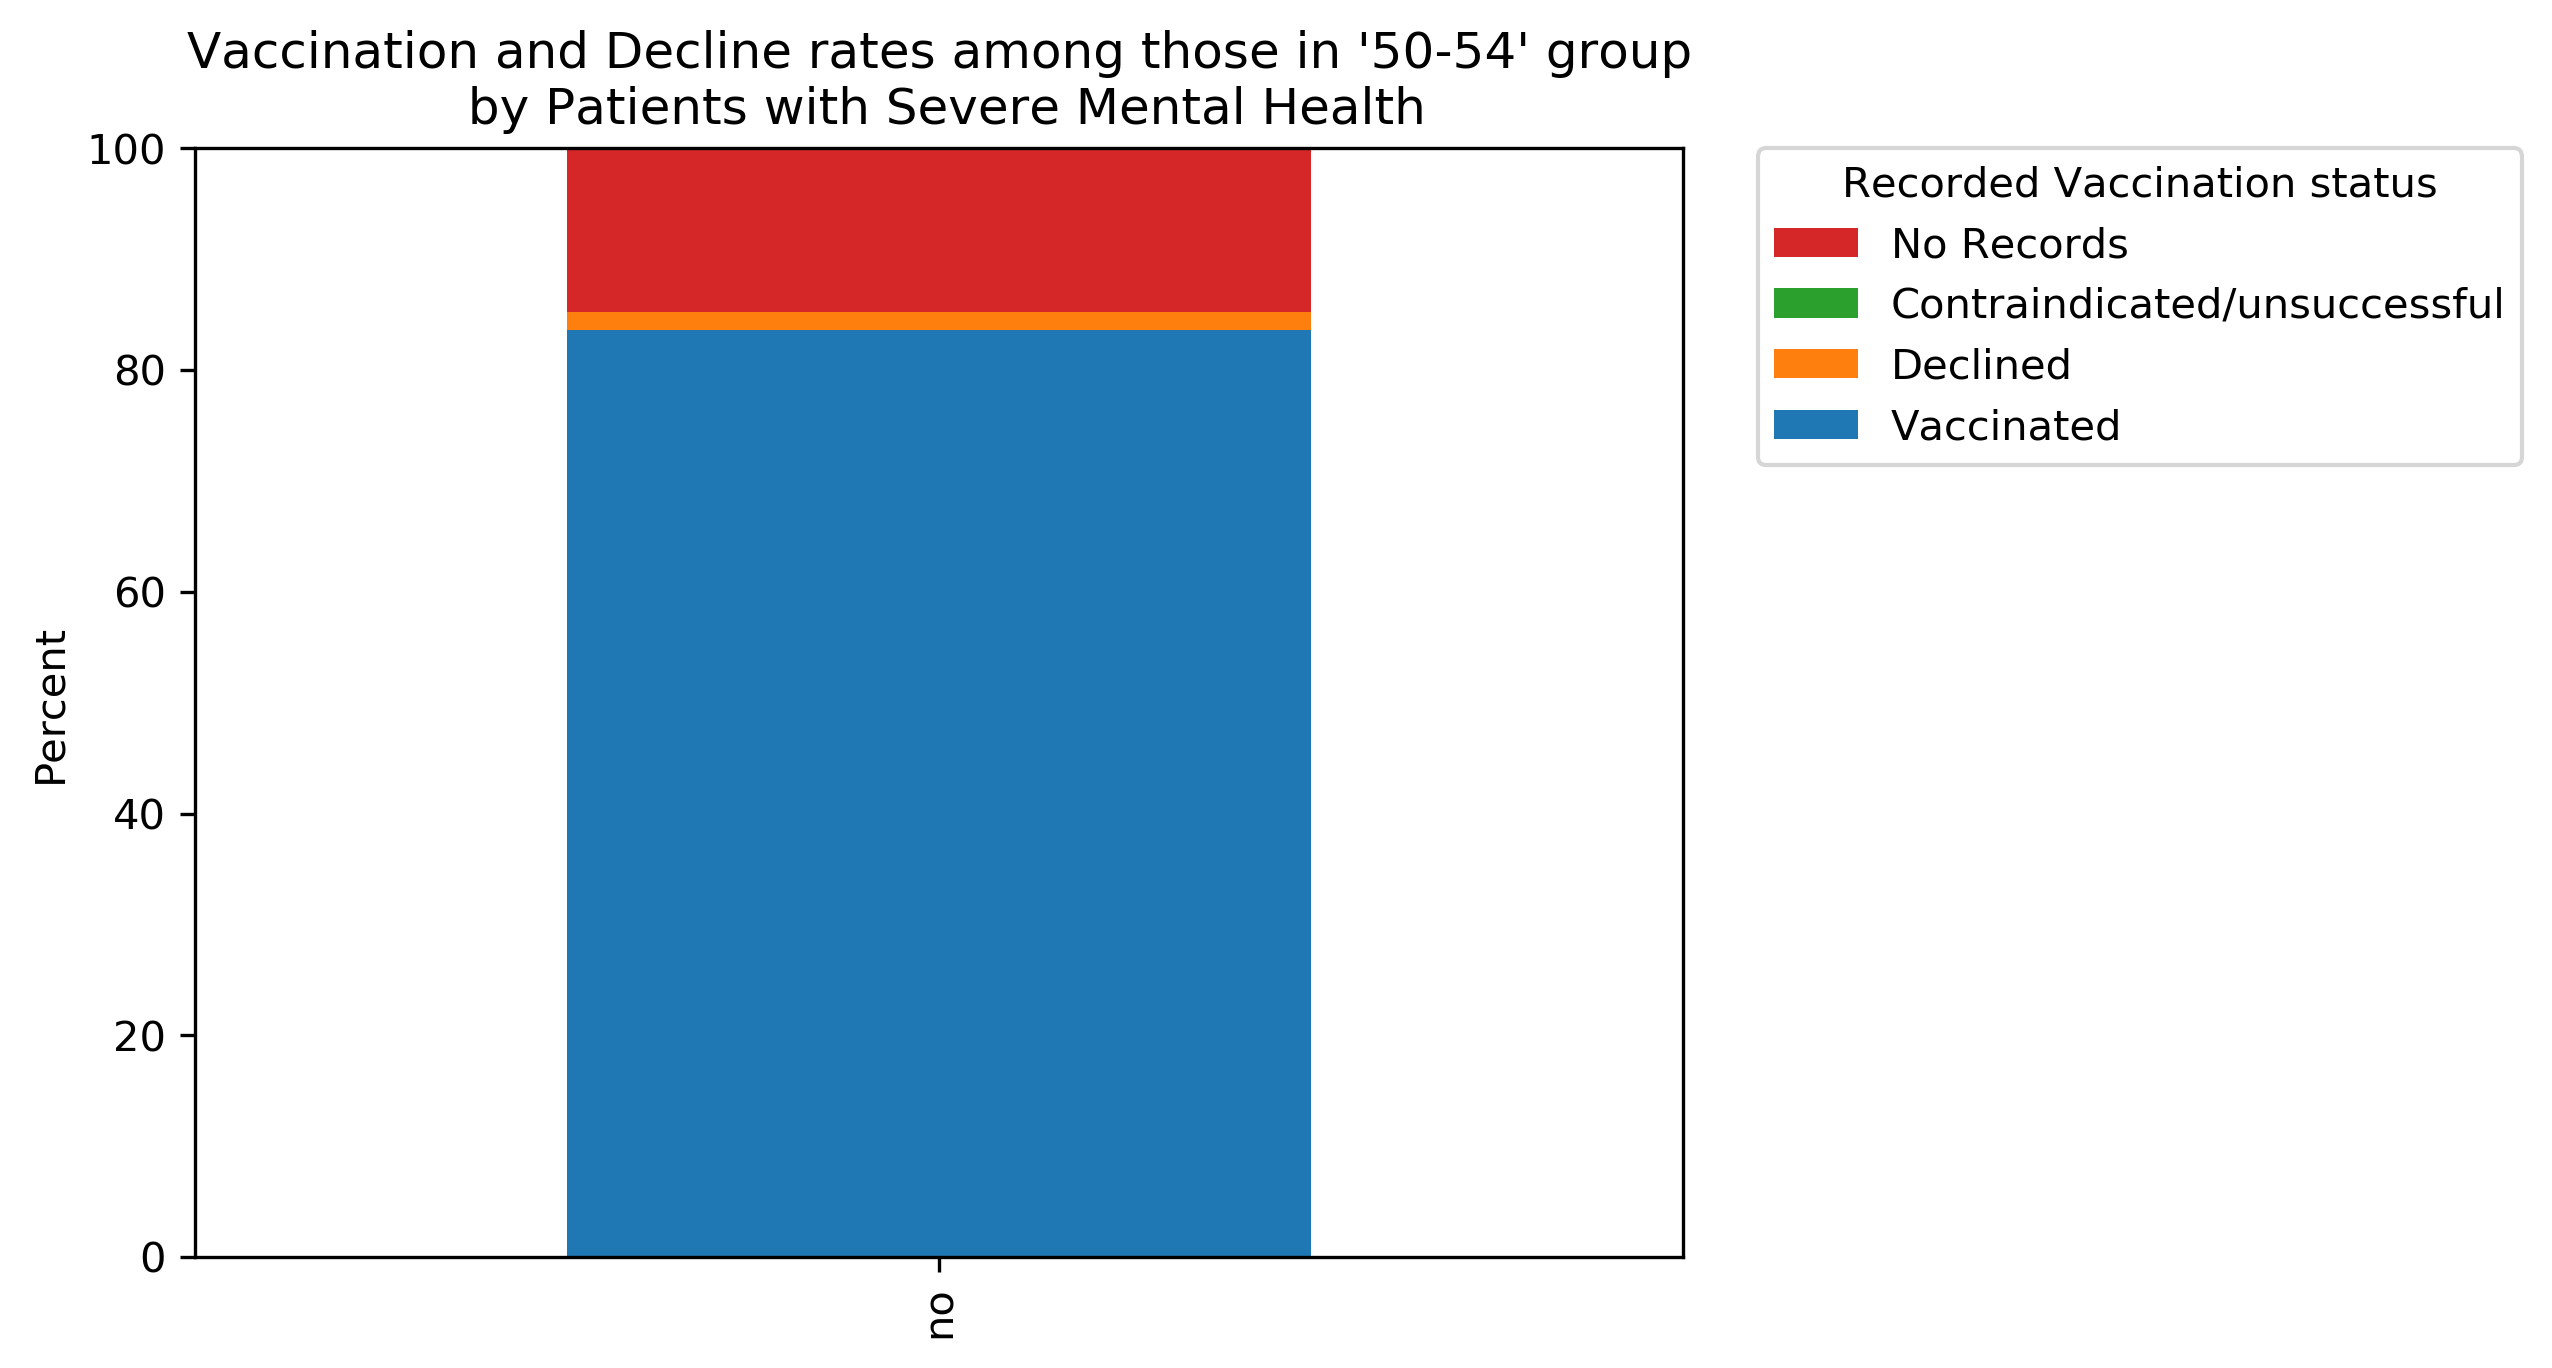 Vaccination and Decline rates among those in '50-54' group
by Patients with Severe Mental Health
100
80
60
40
20
0
Percent
no
Recorded Vaccination status
No Records
Contraindicated/unsuccessful
Declined
Vaccinated